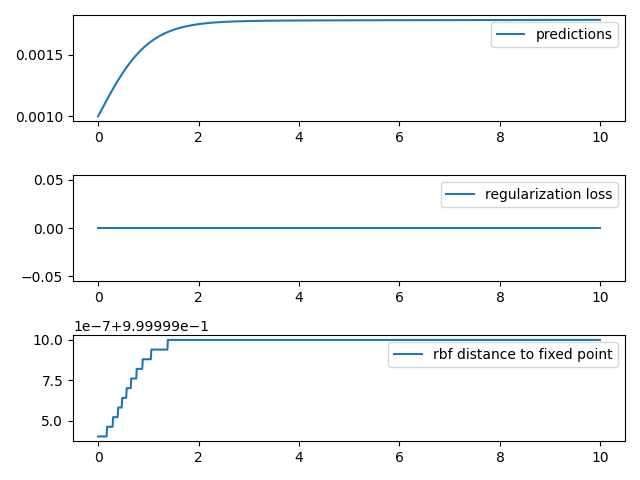 predictions
0.0015
0.0010
0 2 4 6 8 10
0.05
regularization loss
0.00
−0.05
0 2 4 6 8 10
1e−7+9.99999e−1
10.0
rbf distance to fixed point
7.5
5.0
0 2 4 6 8 10